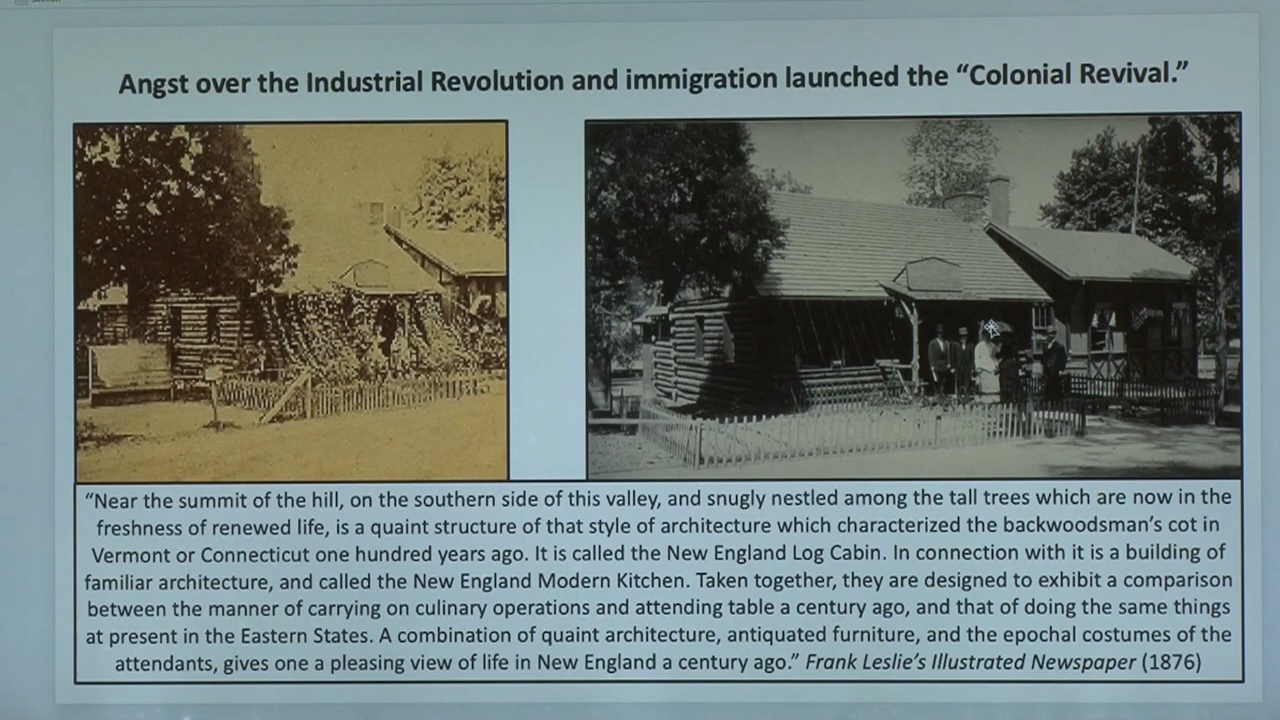 Angst over the Industrial Revolution and immigration launched the “Colonial Revival.”
“Near the summit of the hill, on the southern side of this valley, and snugly nestled among the tall trees which are now in the
freshness of renewed life, is a quaint structure of that style of architecture which characterized the backwoodsman’s cot in
Vermont or Connecticut one hundred years ago. It is called the New England Log Cabin. In connection with it is a building of
familiar architecture, and called the New England Modern Kitchen. Taken together, they are designed to exhibit a comparison
between the manner of carrying on culinary operations and attending table a century ago, and that of doing the same things
at present in the Eastern States. A combination of quaint architecture, antiquated furniture, and the epochal costumes of the
attendants, gives one a pleasing view of life in New England a century ago.” Frank Leslie’s Illustrated Newspaper (1876)